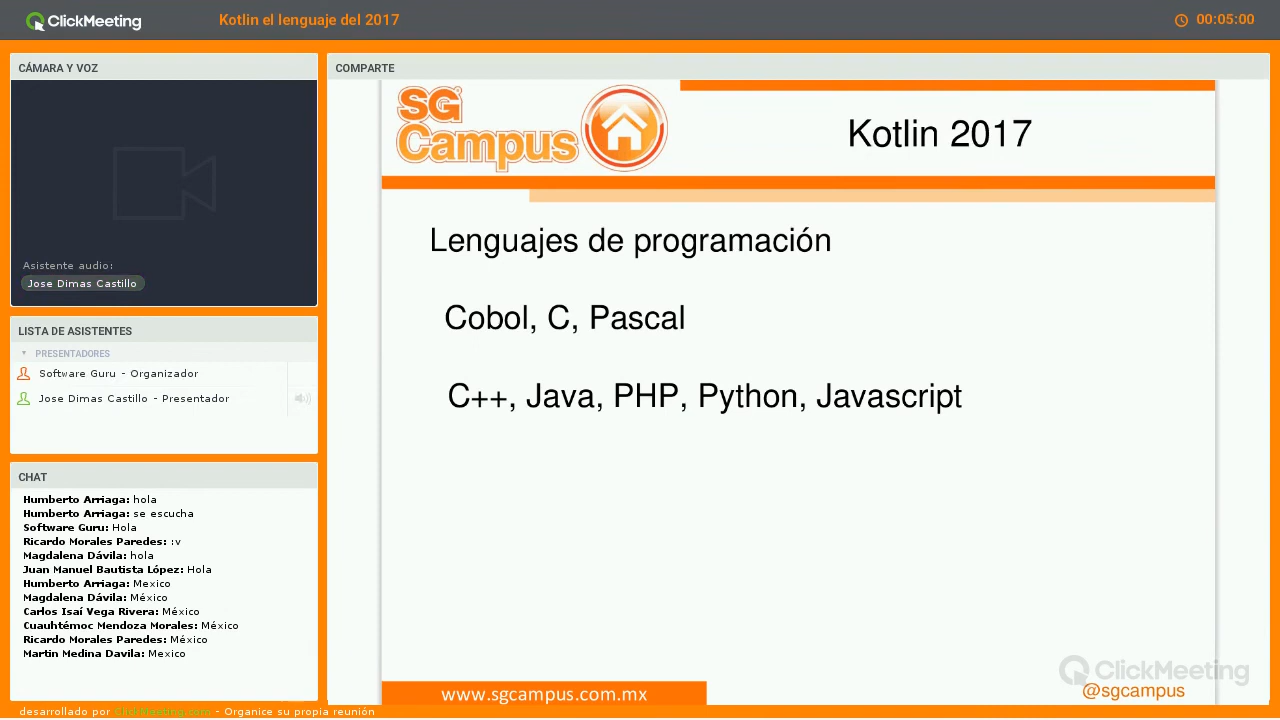 ClickMeeting
Kotlin el lenguaje del 2017
00:05:00
CÁMARA Y VOZ
Asistente audio:
Jose Dimas Castillo
LISTA DE ASISTENTES
PRESENTADORES
Software Guru - Organizador
Jose Dimas Castillo - Presentador
CHAT
Humberto Arriaga: hola
Humberto Arriaga: se escucha
Software Guru: Hola
Ricardo Morales Paredes: :v
Magdalena Dávila: hola
Juan Manuel Bautista López: Hola
Humberto Arriaga: Mexico
Magdalena Dávila: México
Carlos Isaí Vega Rivera: México
Cuauhtémoc Mendoza Morales: México
Ricardo Morales Paredes: México
Martin Medina Davila: Mexico
COMPARTE
SG
Campus
Kotlin 2017
Lenguajes de programación
Cobol, C, Pascal
C++, Java, PHP, Python, Javascript
www.sgcampus.com.mx
ClickMeeting
@sgcampus
desarrollado por ClickMeeting.com - Organice su propia reunión